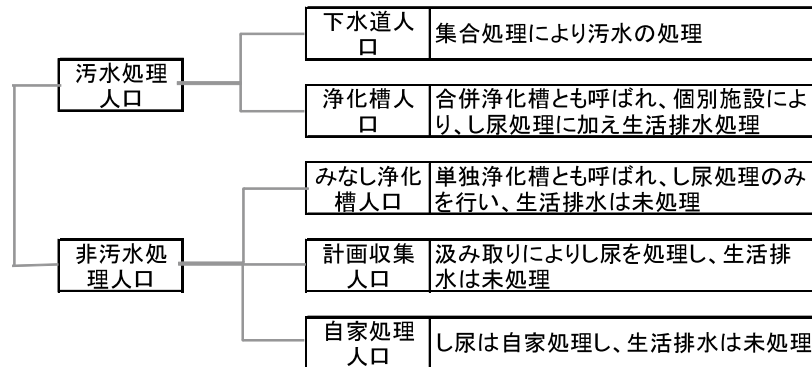 下水道人
口
集合処理により汚水の処理
汚水処理
人口
浄化槽人
口
合併浄化槽とも呼ばれ、個別施設によ
り、し尿処理に加え生活排水処理
みなし浄化
槽人口
単独浄化槽とも呼ばれ、し尿処理のみ
を行い、生活排水は未処理
非汚水処
理人口
計画収集
人口
汲み取りによりし尿を処理し、生活排
水は未処理
自家処理
人口
し尿は自家処理し、生活排水は未処理